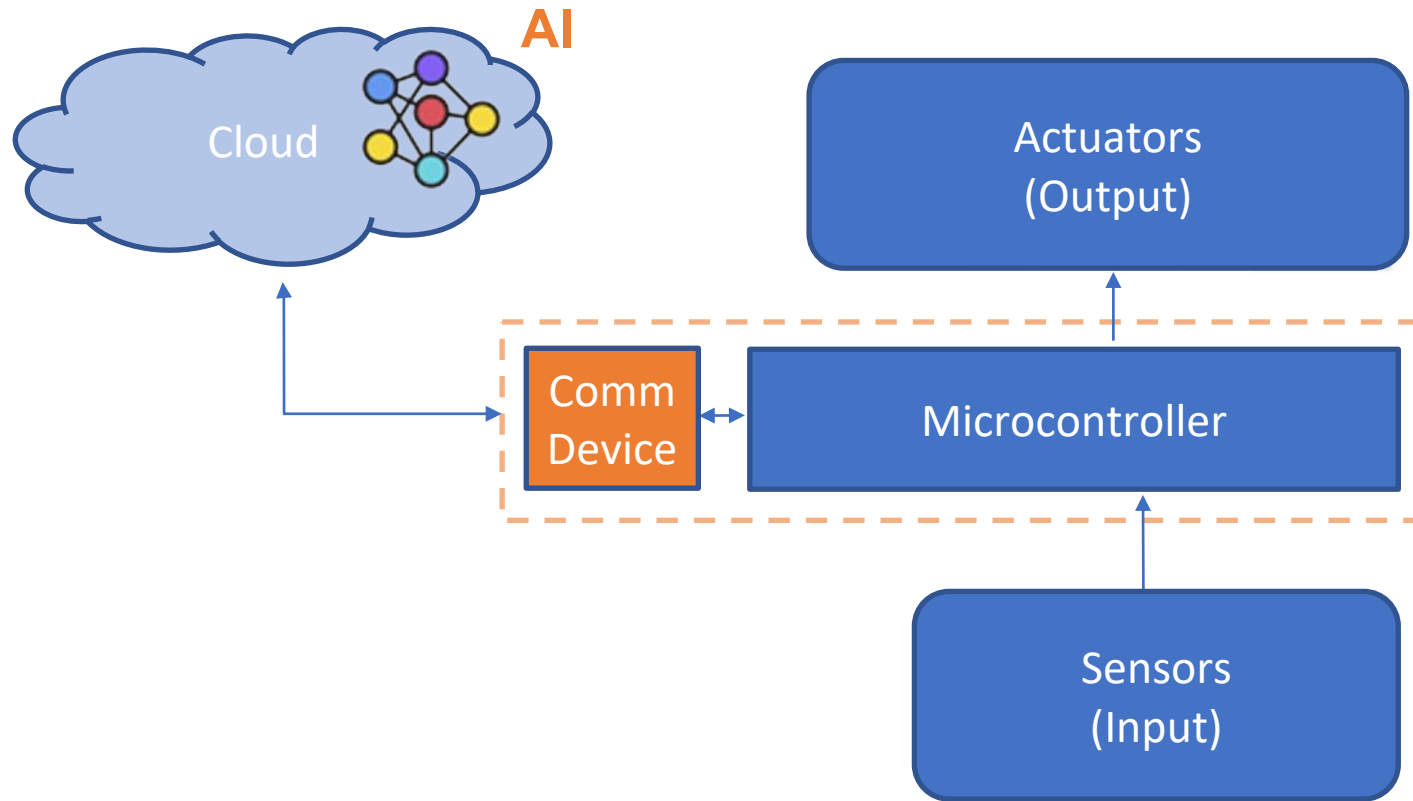 AI
Cloud
Actuators
(Output)
Comm
Device
Microcontroller
Sensors
(Input)